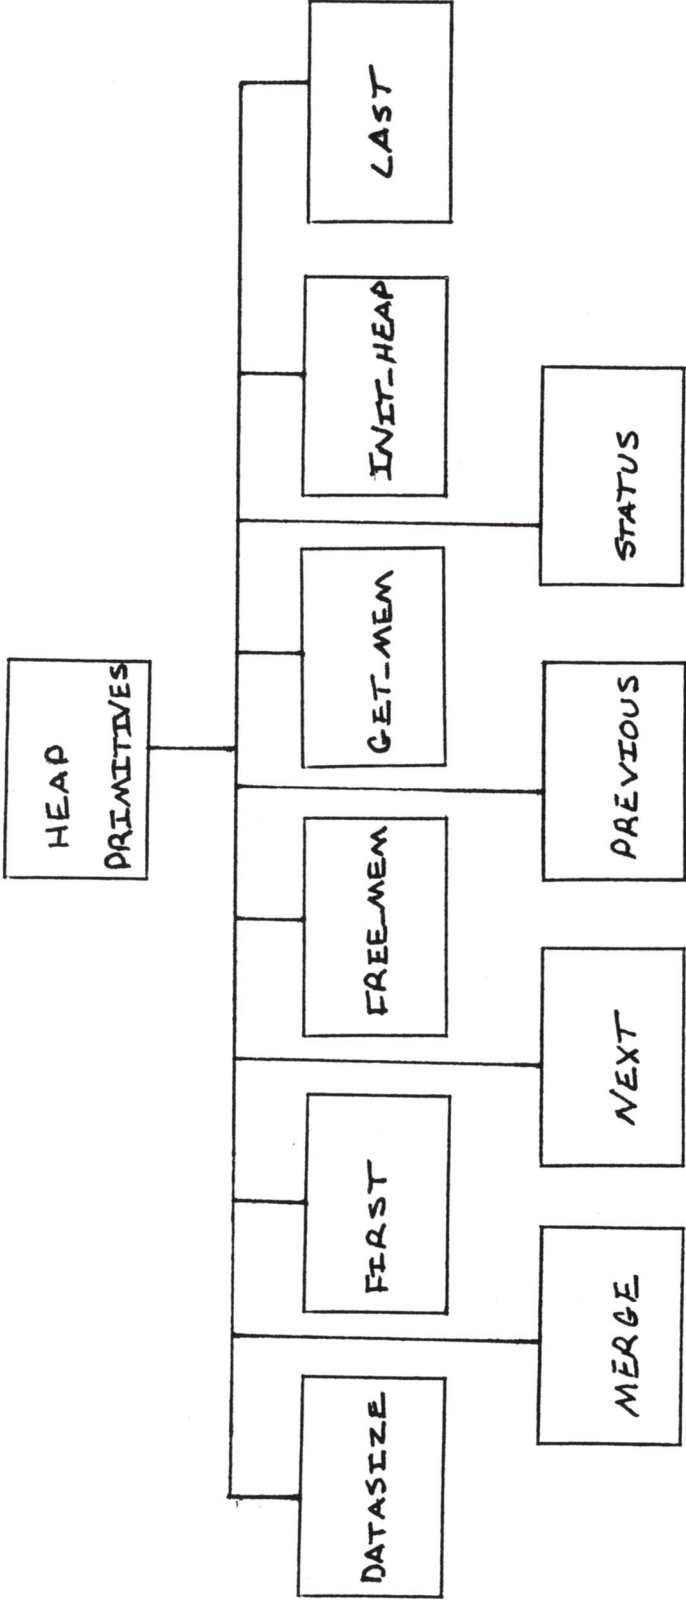 HEAP
PRIMITIVES
DATASIZE
FIRST
FREE_MEM
GET_MEM
INIT_HEAP
LAST
MERGE
NEXT
PREVIOUS
STATUS